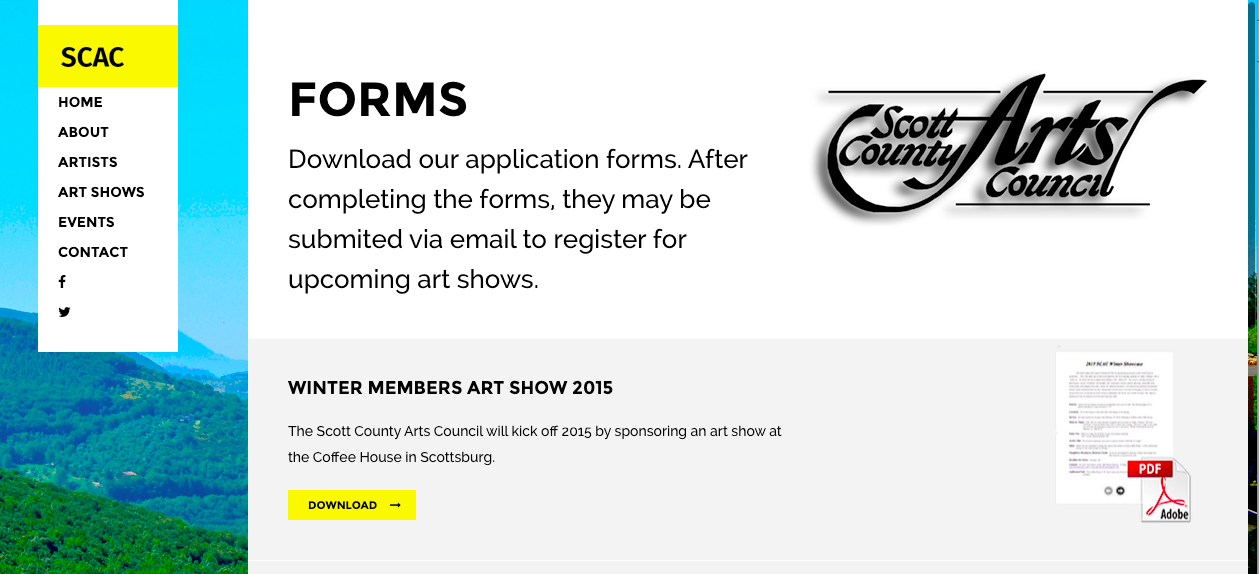 SCAC
HOME
ABOUT
ARTISTS
ART SHOWS
EVENTS
CONTACT
FORMS
Download our application forms. After
completing the forms, they may be
submited via email to register for
upcoming art shows.
Scott
County
Arts
Council
WINTER MEMBERS ART SHOW 2015
The Scott County Arts Council will kick off 2015 by sponsoring an art show at
the Coffee House in Scottsburg.
DOWNLOAD
2015 SCAC Winter Showcase
PDF
Adobe